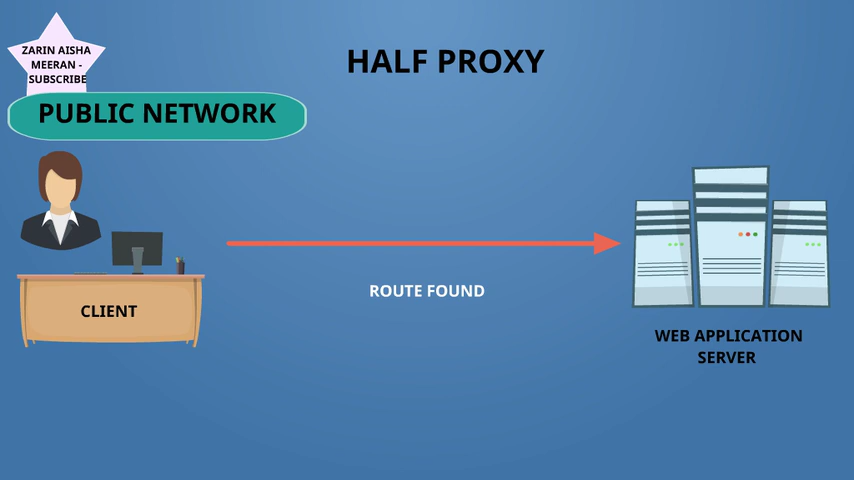 ZARIN AISHA
MEERAN -
SUBSCRIBE
HALF PROXY
PUBLIC NETWORK
CLIENT
ROUTE FOUND
WEB APPLICATION
SERVER